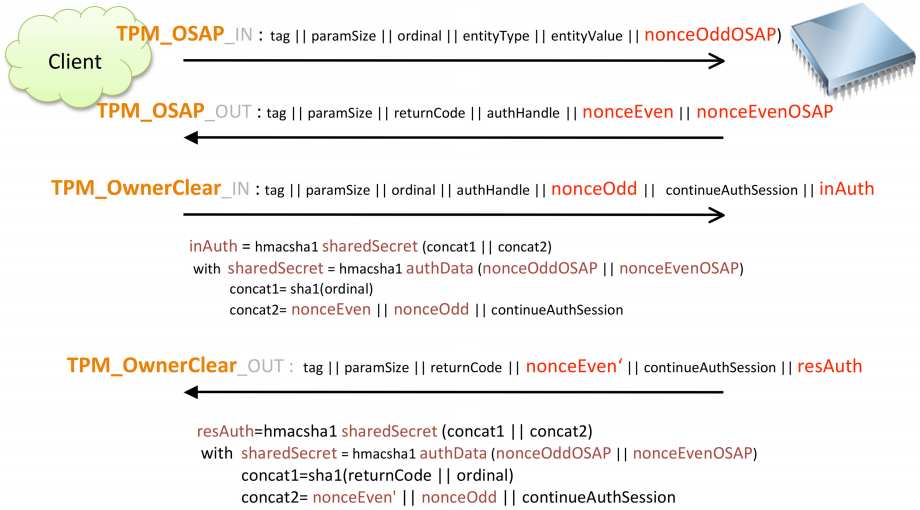 Client
TPM_OSAP_IN : tag || paramSize || ordinal || entityType || entityValue || nonceOddOSAP)
TPM_OSAP_OUT : tag || paramSize || returnCode || authHandle || nonceEven || nonceEvenOSAP
TPM_OwnerClear_IN : tag || paramSize || ordinal || authHandle || nonceOdd || continueAuthSession || inAuth
inAuth = hmacsha1 sharedSecret (concat1 || concat2)
with sharedSecret = hmacsha1 authData (nonceOddOSAP || nonceEvenOSAP)
concat1= sha1(ordinal)
concat2= nonceEven || nonceOdd || continueAuthSession
TPM_OwnerClear_OUT : tag || paramSize || returnCode || nonceEven‘ || continueAuthSession || resAuth
resAuth=hmacsha1 sharedSecret (concat1 || concat2)
with sharedSecret = hmacsha1 authData (nonceOddOSAP || nonceEvenOSAP)
concat1=sha1(returnCode || ordinal)
concat2= nonceEven' || nonceOdd || continueAuthSession